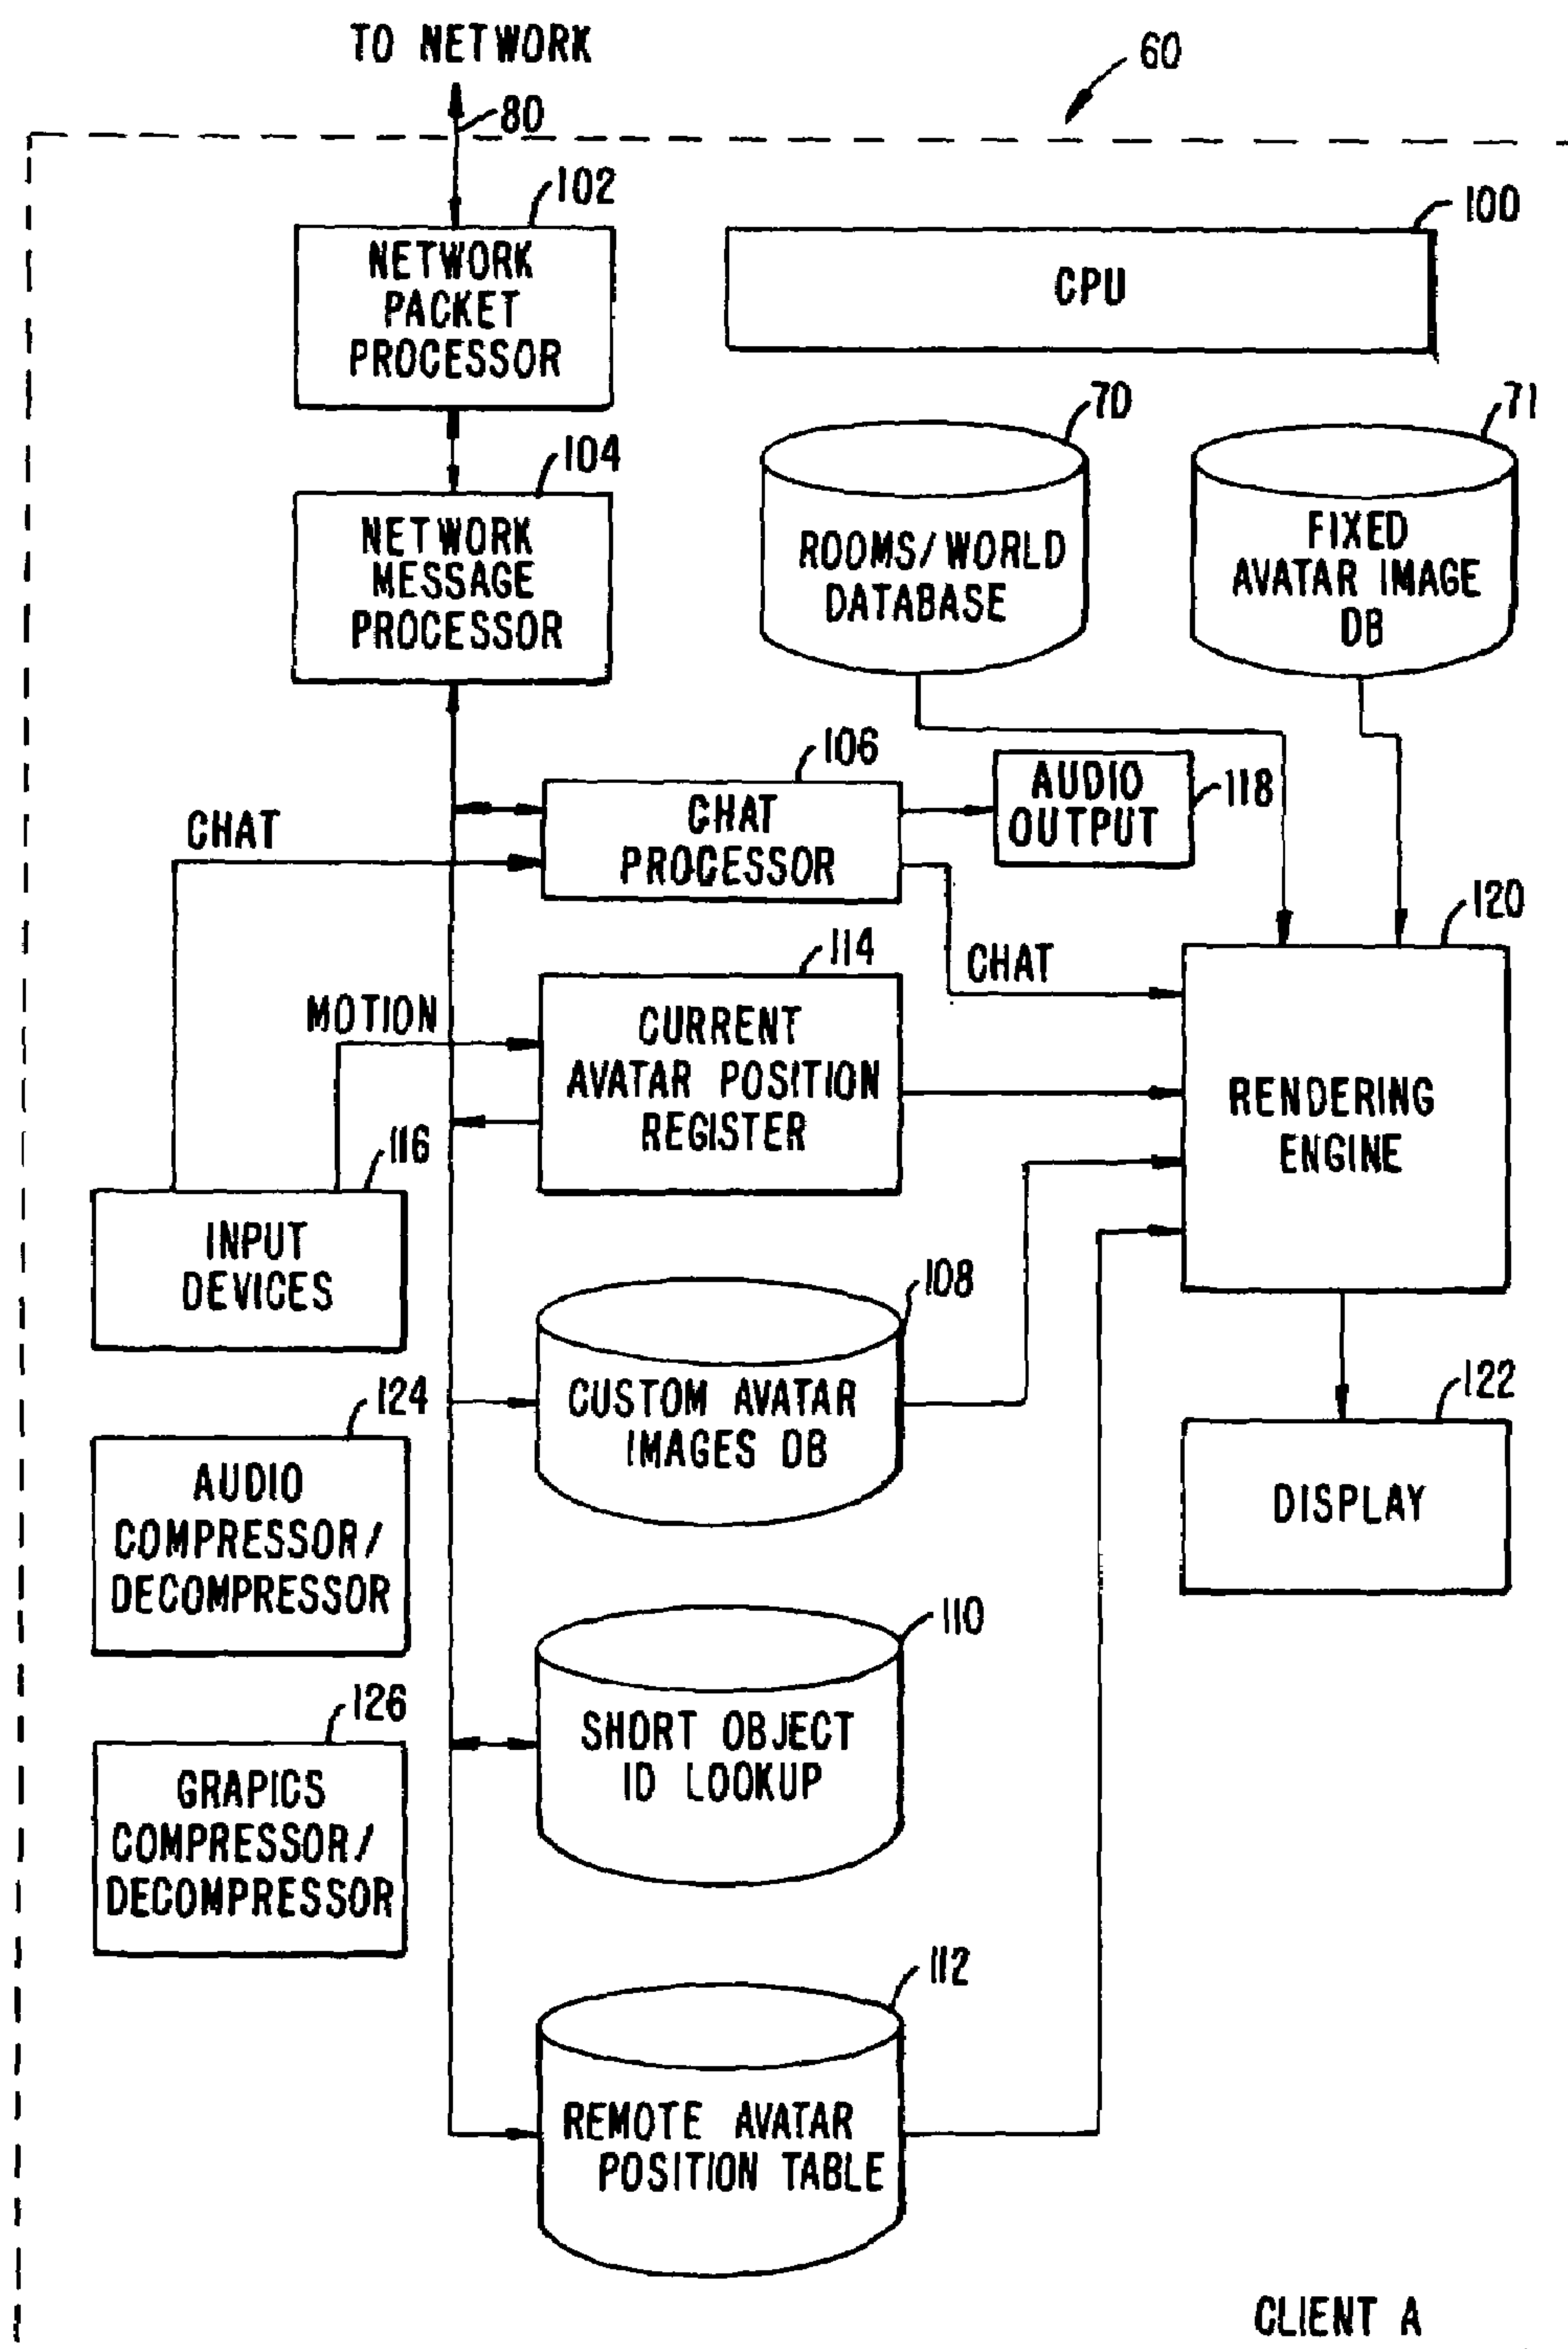 TO NETWORK
60
80
102
NETWORK
PACKET
PROCESSOR
100
CPU
104
NETWORK
MESSAGE
PROCESSOR
70
ROOMS/WORLD
DATABASE
71
FIXED
AVATAR IMAGE
DB
106
CHAT
PROCESSOR
AUDIO
OUTPUT
118
CHAT
114
CURRENT
AVATAR POSITION
REGISTER
CHAT
MOTION
120
RENDERING
ENGINE
116
INPUT
DEVICES
108
CUSTOM AVATAR
IMAGES DB
122
DISPLAY
124
AUDIO
COMPRESSOR/
DECOMPRESSOR
110
SHORT OBJECT
ID LOOKUP
126
GRAPICS
COMPRESSOR/
DECOMPRESSOR
112
REMOTE AVATAR
POSITION TABLE
CLIENT A